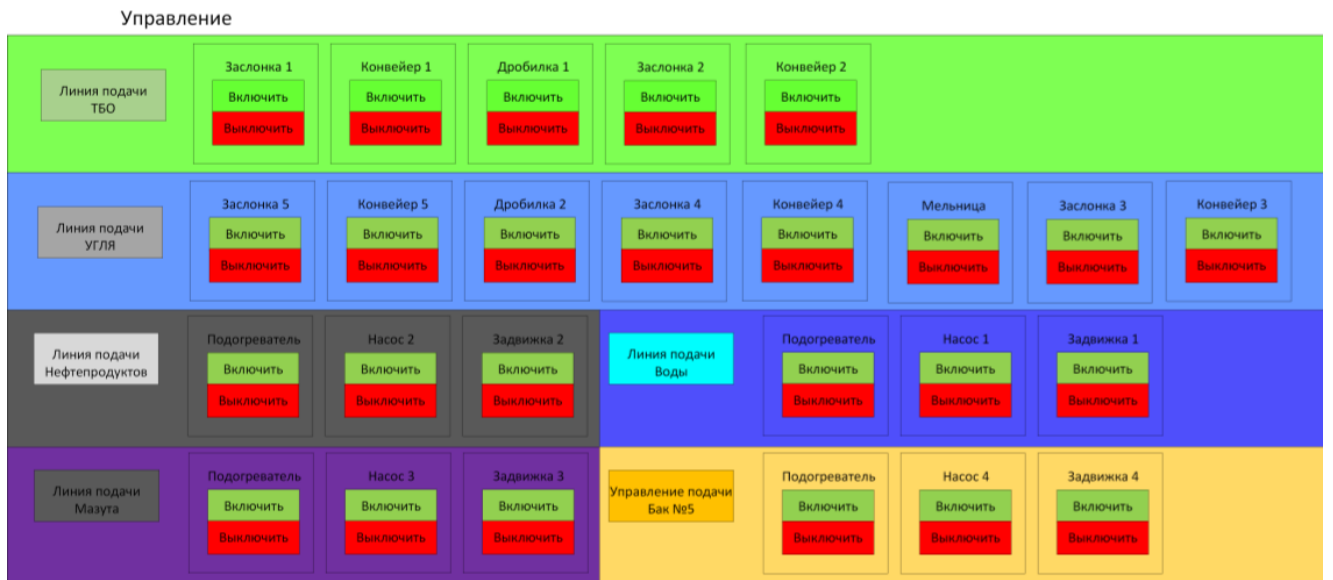 Управление
Линия подачи
ТБО
Заслонка 1
Включить
Выключить
Конвейер 1
Включить
Выключить
Дробилка 1
Включить
Выключить
Заслонка 2
Включить
Выключить
Конвейер 2
Включить
Выключить
Линия подачи
УГЛЯ
Заслонка 5
Включить
Выключить
Конвейер 5
Включить
Выключить
Дробилка 2
Включить
Выключить
Заслонка 4
Включить
Выключить
Конвейер 4
Включить
Выключить
Мельница
Включить
Выключить
Заслонка 3
Включить
Выключить
Конвейер 3
Включить
Выключить
Линия подачи
Нефтепродуктов
Подогреватель
Включить
Выключить
Насос 2
Включить
Выключить
Задвижка 2
Включить
Выключить
Линия подачи
Воды
Подогреватель
Включить
Выключить
Насос 1
Включить
Выключить
Задвижка 1
Включить
Выключить
Линия подачи
Мазута
Подогреватель
Включить
Выключить
Насос 3
Включить
Выключить
Задвижка 3
Включить
Выключить
Управление подачи
Бак №5
Подогреватель
Включить
Выключить
Насос 4
Включить
Выключить
Задвижка 4
Включить
Выключить